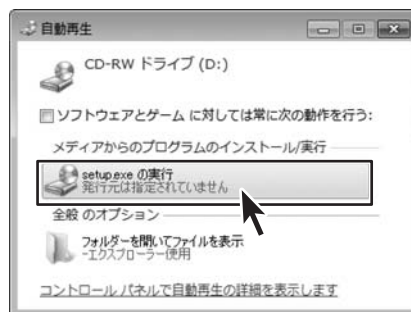 自動再生
CD-RW ドライブ (D:)
ソフトウェアとゲーム に対しては常に次の動作を行う:
メディアからのプログラムのインストール/実行
setup.exe の実行
発行元は指定されていません
全般 のオプション
フォルダーを開いてファイルを表示
-エクスプローラー使用
コントロール パネルで自動再生の詳細を表示します